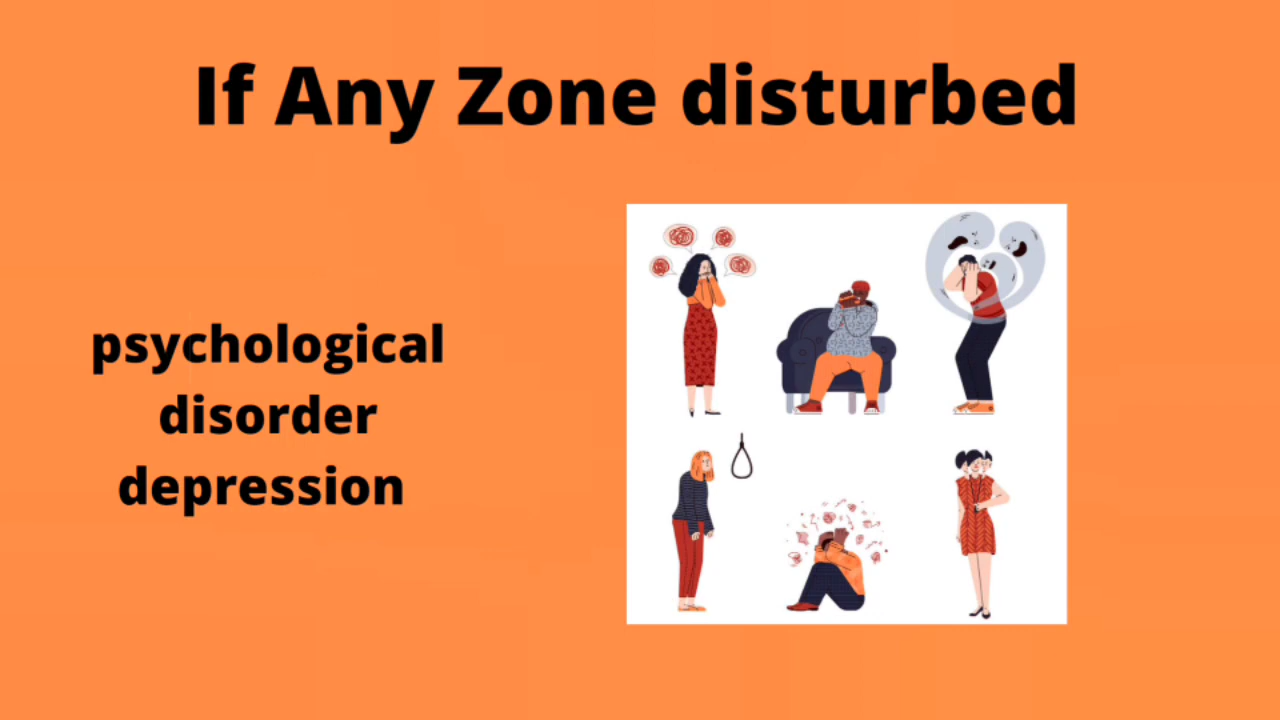 If Any Zone disturbed
psychological
disorder
depression